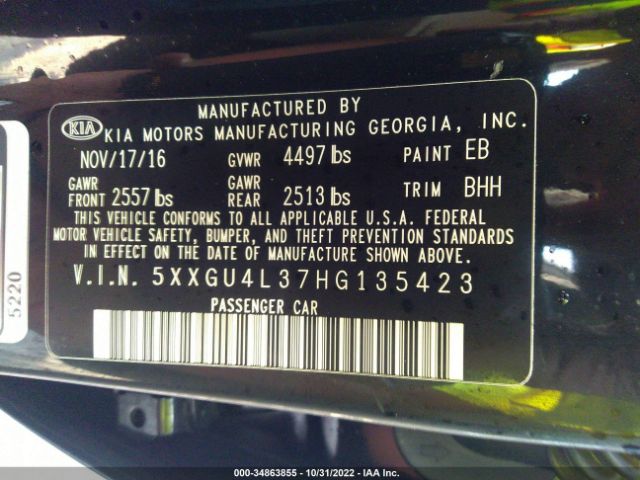 MANUFACTURED BY
KIA KIA MOTORS MANUFACTURING GEORGIA, INC.
NOV/17/16 GVWR 4497 lbs PAINT EB
GAWR FRONT 2557 lbs GAWR REAR 2513 lbs TRIM BHH
THIS VEHICLE CONFORMS TO ALL APPLICABLE U.S.A. FEDERAL
MOTOR VEHICLE SAFETY, BUMPER, AND THEFT PREVENTION STANDARDS
IN EFFECT ON THE DATE OF MANUFACTURE SHOWN ABOVE.
V.I.N. 5XXGU4L37HG135423
PASSENGER CAR
5220
000-34863855 - 10/31/2022 - IAA Inc.